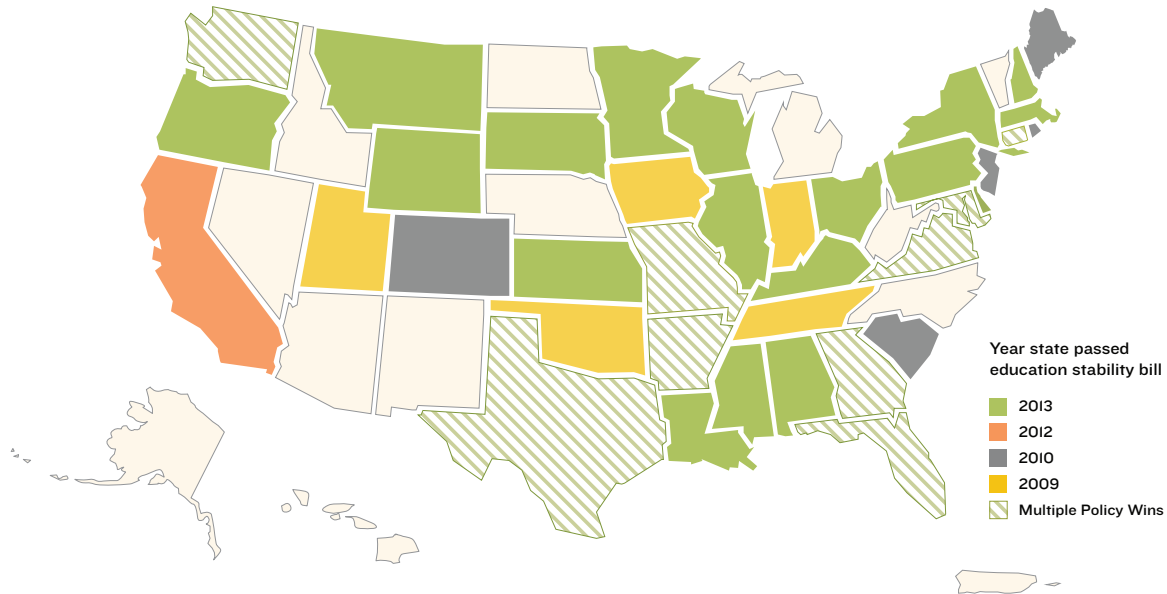 Year state passed
education stability bill
2013
2012
2010
2009
Multiple Policy Wins